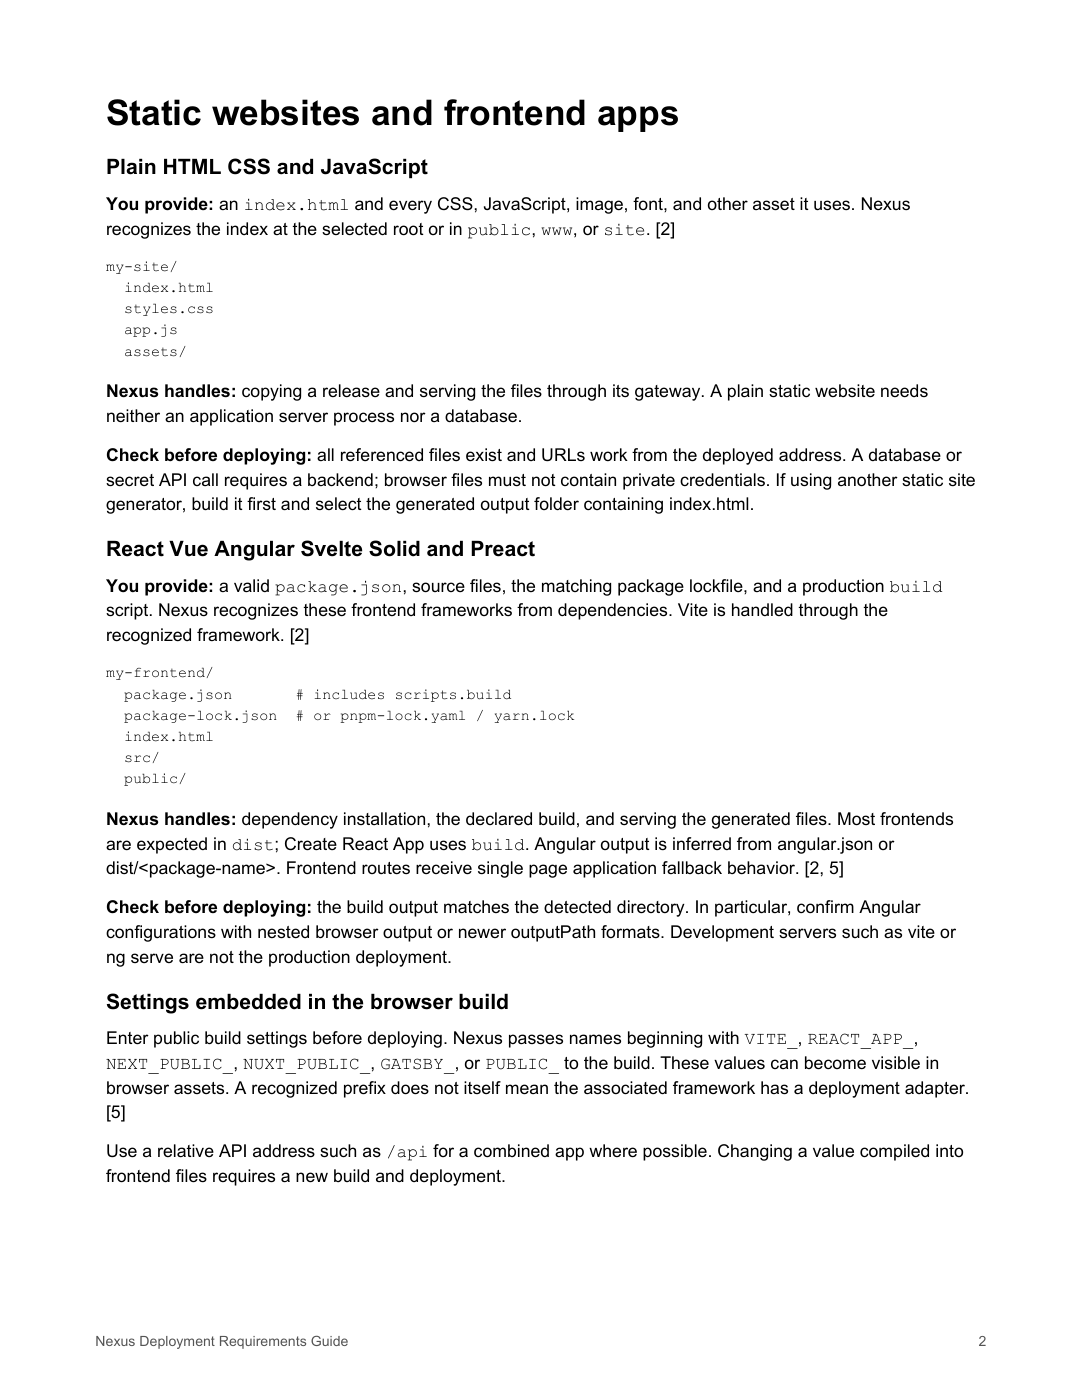 Static websites and frontend apps
Plain HTML CSS and JavaScript
You provide: an index.html and every CSS, JavaScript, image, font, and other asset it uses. Nexus
recognizes the index at the selected root or in public, www, or site. [2]
my-site/
  index.html
  styles.css
  app.js
  assets/
Nexus handles: copying a release and serving the files through its gateway. A plain static website needs
neither an application server process nor a database.
Check before deploying: all referenced files exist and URLs work from the deployed address. A database or
secret API call requires a backend; browser files must not contain private credentials. If using another static site
generator, build it first and select the generated output folder containing index.html.
React Vue Angular Svelte Solid and Preact
You provide: a valid package.json, source files, the matching package lockfile, and a production build
script. Nexus recognizes these frontend frameworks from dependencies. Vite is handled through the
recognized framework. [2]
my-frontend/
  package.json       # includes scripts.build
  package-lock.json  # or pnpm-lock.yaml / yarn.lock
  index.html
  src/
  public/
Nexus handles: dependency installation, the declared build, and serving the generated files. Most frontends
are expected in dist; Create React App uses build. Angular output is inferred from angular.json or
dist/<package-name>. Frontend routes receive single page application fallback behavior. [2, 5]
Check before deploying: the build output matches the detected directory. In particular, confirm Angular
configurations with nested browser output or newer outputPath formats. Development servers such as vite or
ng serve are not the production deployment.
Settings embedded in the browser build
Enter public build settings before deploying. Nexus passes names beginning with VITE_, REACT_APP_,
NEXT_PUBLIC_, NUXT_PUBLIC_, GATSBY_, or PUBLIC_ to the build. These values can become visible in
browser assets. A recognized prefix does not itself mean the associated framework has a deployment adapter.
[5]
Use a relative API address such as /api for a combined app where possible. Changing a value compiled into
frontend files requires a new build and deployment.
Nexus Deployment Requirements Guide 2